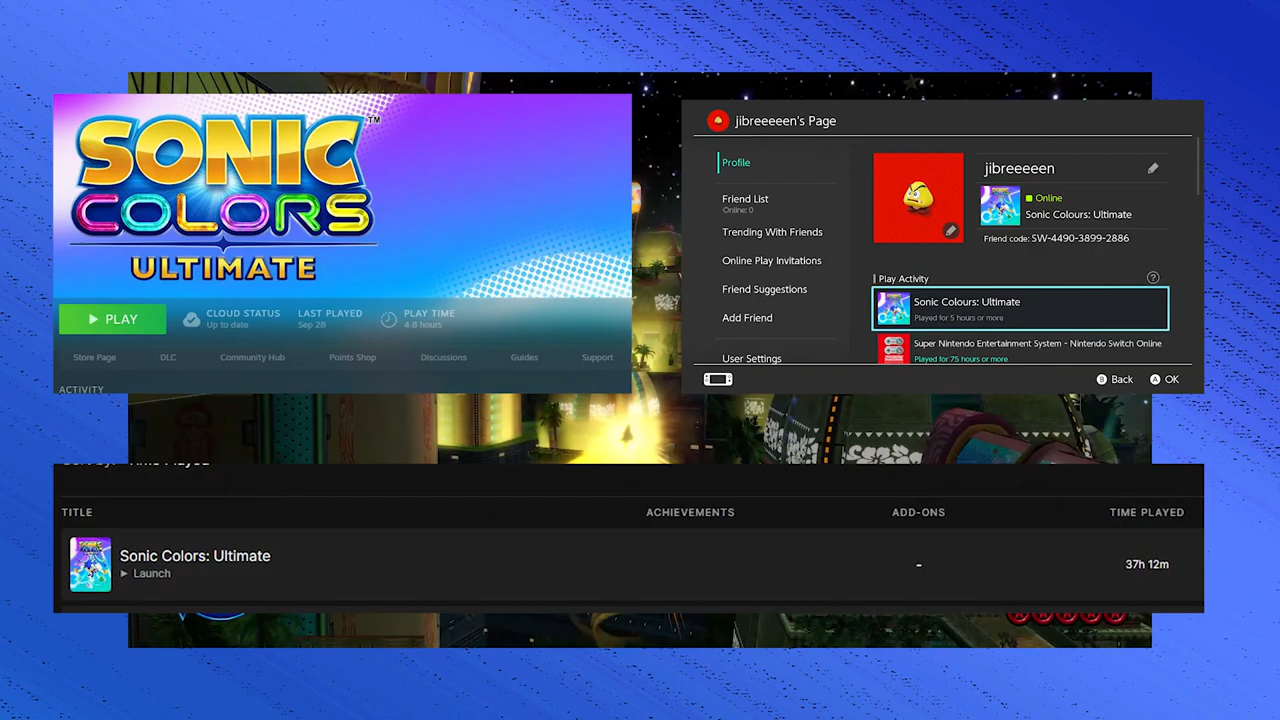 SONIC
COLORS
ULTIMATE
TM
PLAY
CLOUD STATUS
Up to date
LAST PLAYED
Sep 28
PLAY TIME
4.8 hours
Store Page
DLC
Community Hub
Points Shop
Discussions
Guides
Support
ACTIVITY
jibreeeeen's Page
Profile
Friend List
Online: 0
Trending With Friends
Online Play Invitations
Friend Suggestions
Add Friend
User Settings
jibreeeeen
Online
Sonic Colours: Ultimate
Friend code: SW-4490-3899-2886
Play Activity
?
Sonic Colours: Ultimate
Played for 5 hours or more
Super Nintendo Entertainment System - Nintendo Switch Online
Played for 75 hours or more
B Back
A OK
TITLE
ACHIEVEMENTS
ADD-ONS
TIME PLAYED
Sonic Colors: Ultimate
Launch
-
37h 12m